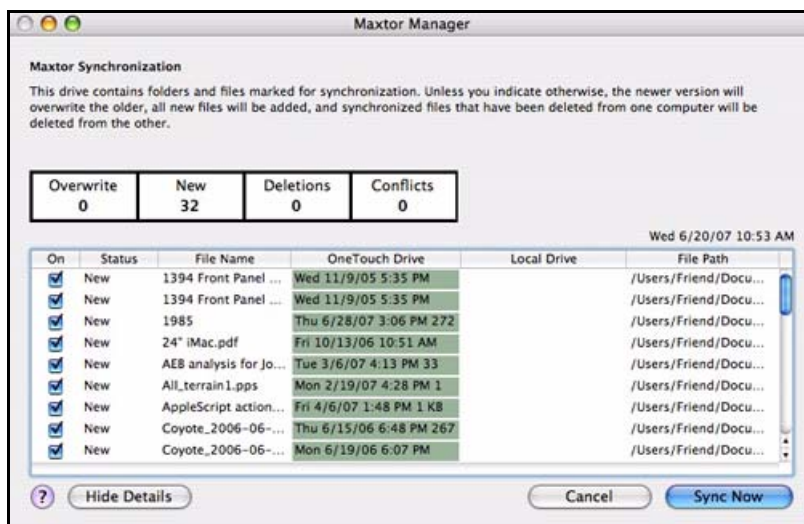 Maxtor Manager
Maxtor Synchronization
This drive contains folders and files marked for synchronization. Unless you indicate otherwise, the newer version will
overwrite the older, all new files will be added, and synchronized files that have been deleted from one computer will be
deleted from the other.
Overwrite New Deletions Conflicts
0 32 0 0
Wed 6/20/07 10:53 AM
On Status File Name OneTouch Drive Local Drive File Path
New 1394 Front Panel ... Wed 11/9/05 5:35 PM /Users/Friend/Docu...
New 1394 Front Panel ... Wed 11/9/05 5:35 PM /Users/Friend/Docu...
New 1985 Thu 6/28/07 3:06 PM 272 /Users/Friend/Docu...
New 24" iMac.pdf Fri 10/13/06 10:51 AM /Users/Friend/Docu...
New AEB analysis for Jo... Tue 3/6/07 4:13 PM 33 /Users/Friend/Docu...
New All_terrain1.pps Mon 2/19/07 4:28 PM 1 /Users/Friend/Docu...
New AppleScript action... Fri 4/6/07 1:48 PM 1 KB /Users/Friend/Docu...
New Coyote_2006-06-... Thu 6/15/06 6:48 PM 267 /Users/Friend/Docu...
New Coyote_2006-06-... Mon 6/19/06 6:07 PM /Users/Friend/Docu...
? Hide Details Cancel Sync Now